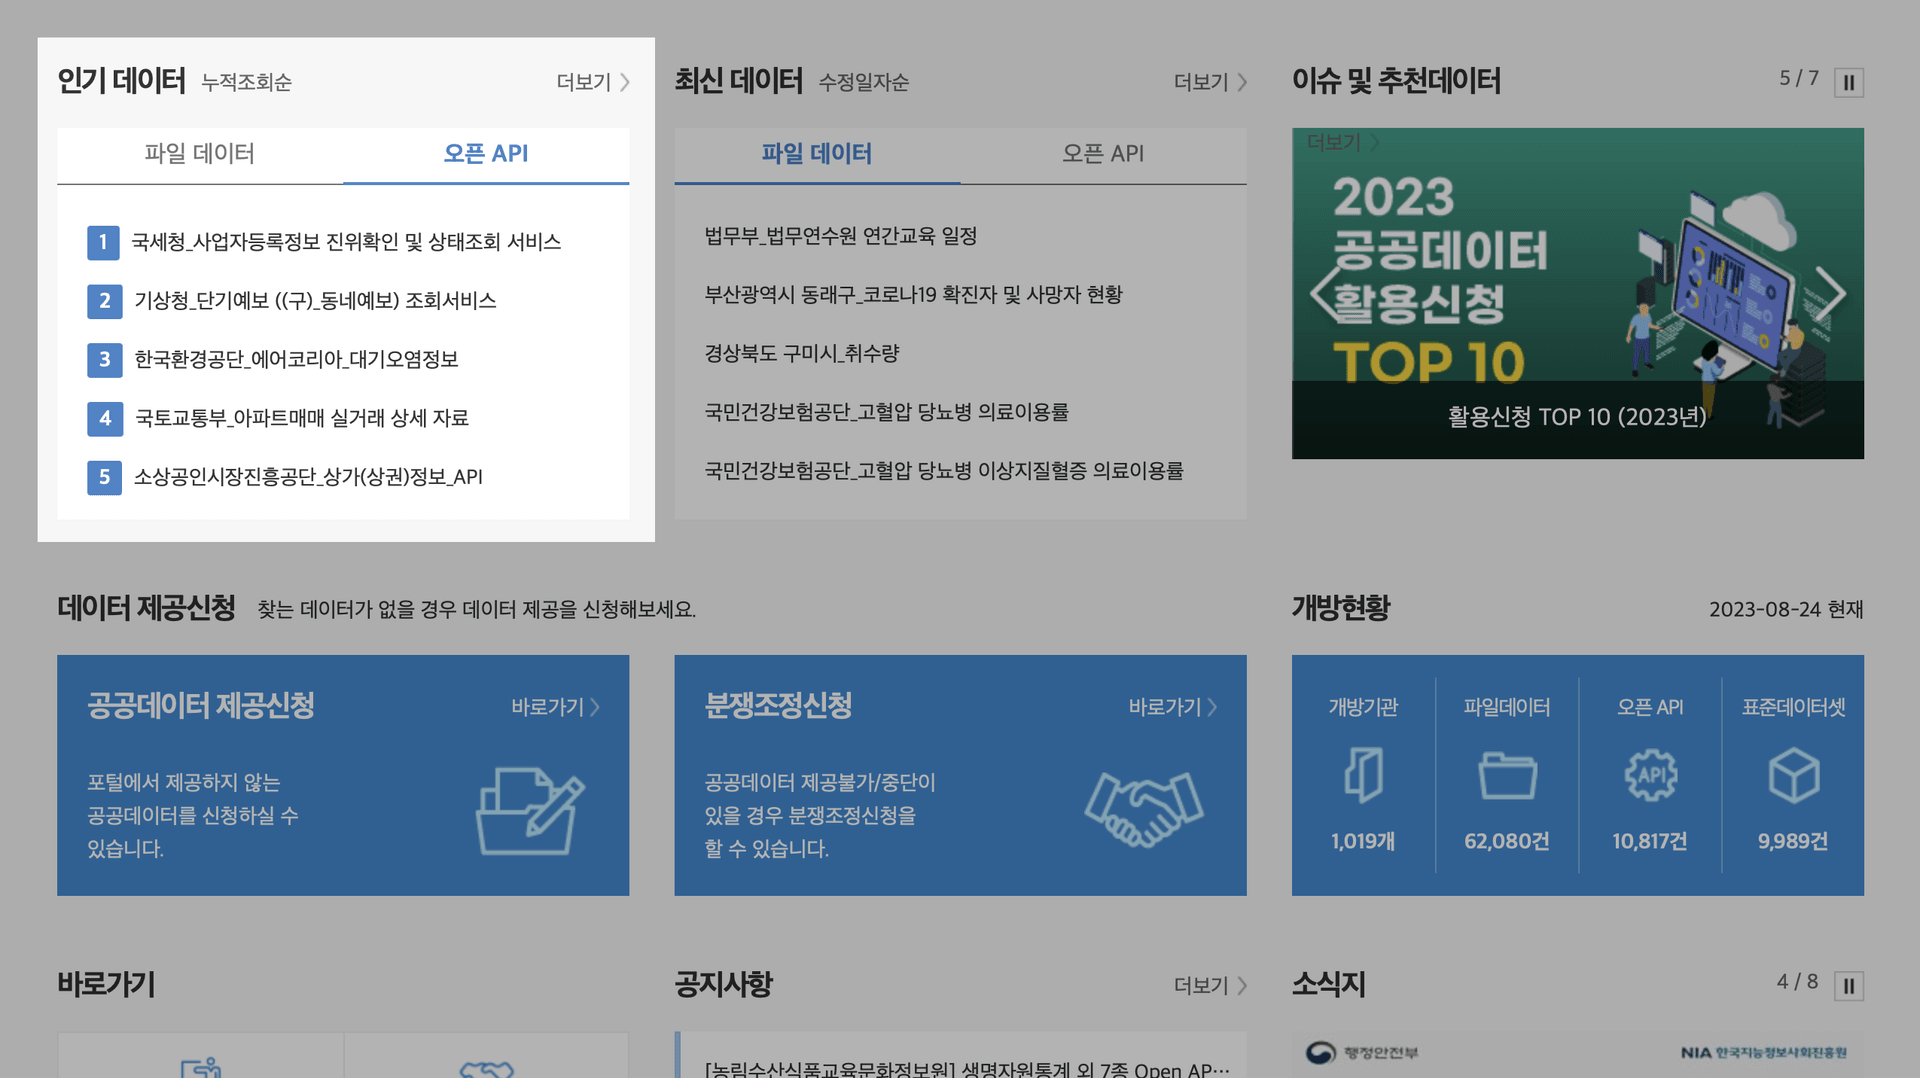 인기 데이터 누적조회순 더보기
파일 데이터 오픈 API
1 국세청_사업자등록정보 진위확인 및 상태조회 서비스
2 기상청_단기예보 ((구)_동네예보) 조회서비스
3 한국환경공단_에어코리아_대기오염정보
4 국토교통부_아파트매매 실거래 상세 자료
5 소상공인시장진흥공단_상가(상권)정보_API
최신 데이터 수정일자순 더보기
파일 데이터 오픈 API
법무부_법무연수원 연간교육 일정
부산광역시 동래구_코로나19 확진자 및 사망자 현황
경상북도 구미시_취수량
국민건강보험공단_고혈압 당뇨병 의료이용률
국민건강보험공단_고혈압 당뇨병 이상지질혈증 의료이용률
이슈 및 추천데이터 5 / 7
더보기
2023
공공데이터
활용신청
TOP 10
활용신청 TOP 10 (2023년)
데이터 제공신청 찾는 데이터가 없을 경우 데이터 제공을 신청해보세요.
공공데이터 제공신청 바로가기
포털에서 제공하지 않는
공공데이터를 신청하실 수
있습니다.
분쟁조정신청 바로가기
공공데이터 제공불가/중단이
있을 경우 분쟁조정신청을
할 수 있습니다.
개방현황 2023-08-24 현재
개방기관 파일데이터 오픈 API 표준데이터셋
API
1,019개 62,080건 10,817건 9,989건
바로가기
공지사항 더보기
[농림수산식품교육문화정보원] 생명자원통계 외 7종 Open AP…
소식지 4 / 8
행정안전부 NIA 한국지능정보사회진흥원